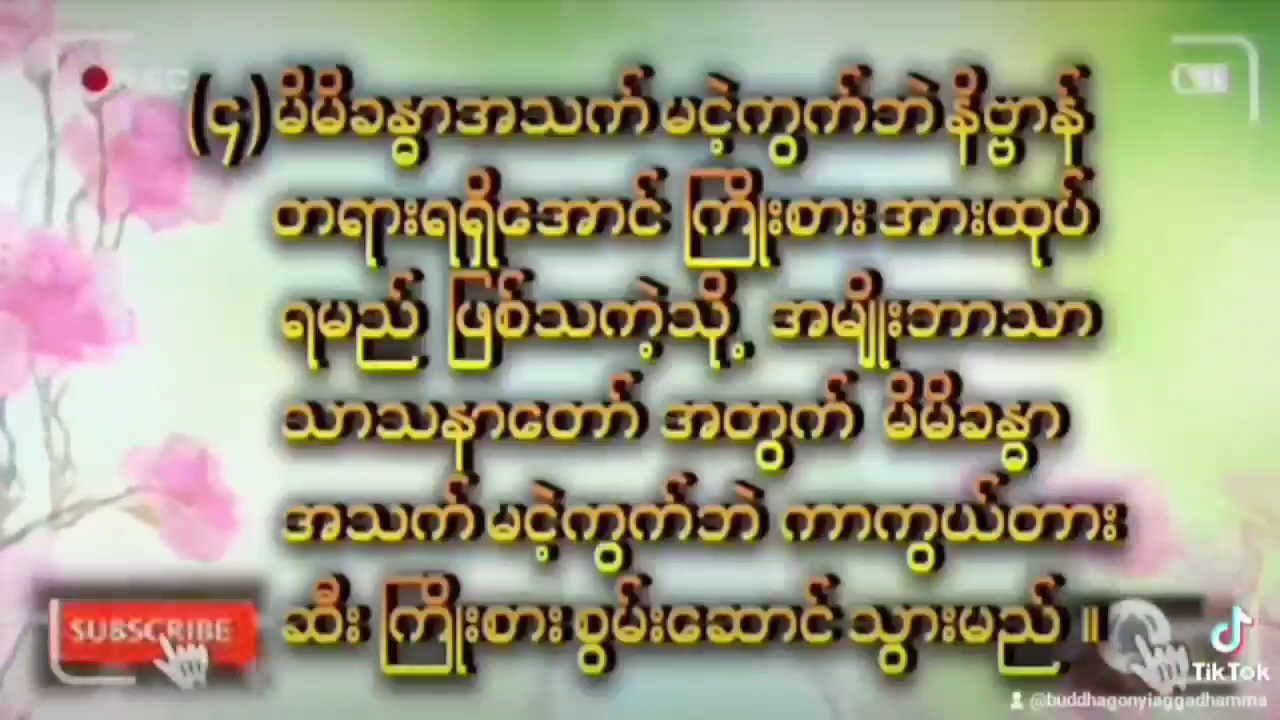 (၄) မိမိခန္ဓာအသက် မငဲ့ကွက်ဘဲ နိဗ္ဗာန်
တရားရရှိအောင် ကြိုးစား အားထုပ်
ရမည် ဖြစ်သကဲ့သို့ အမျိုးဘာသာ
သာသနာတော် အတွက် မိမိခန္ဓာ
အသက် မငဲ့ကွက်ဘဲ ကာကွယ်တား
ဆီး ကြိုးစား စွမ်းဆောင် သွားမည် ။
SUBSCRIBE
TikTok
@buddhagonyiaggadhamma